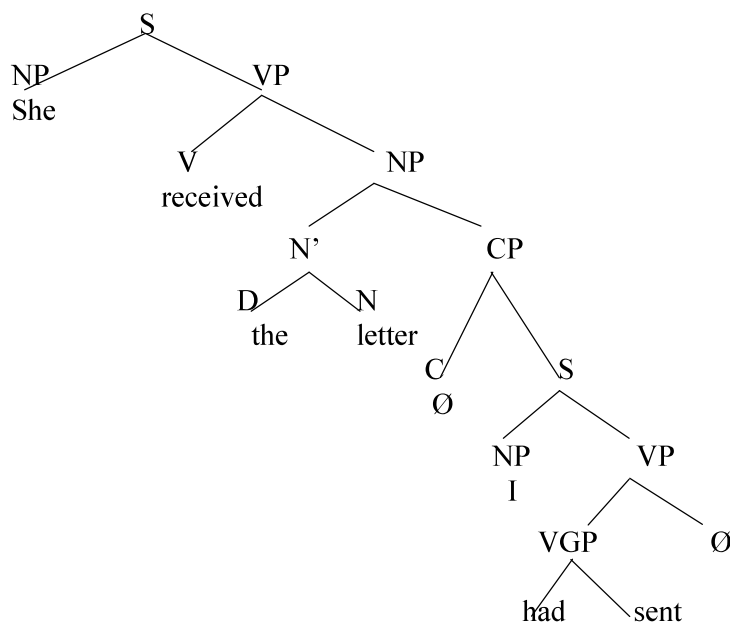 S
NP VP
She
V NP
received
N’ CP
D N
the letter
C S
Ø
NP VP
I
VGP Ø
had sent